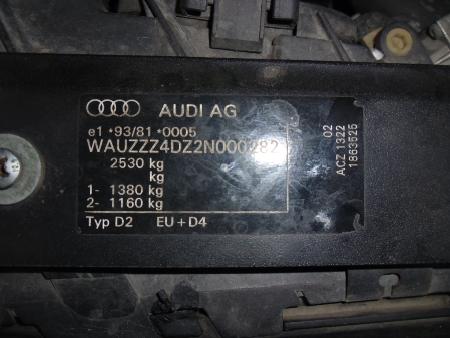 AUDI AG
e1 *93/81 *0005
WAUZZZ4DZ2N000282
2530 kg
kg
1- 1380 kg
2- 1160 kg
Typ D2 EU+D4
02
ACZ 1322
1863525